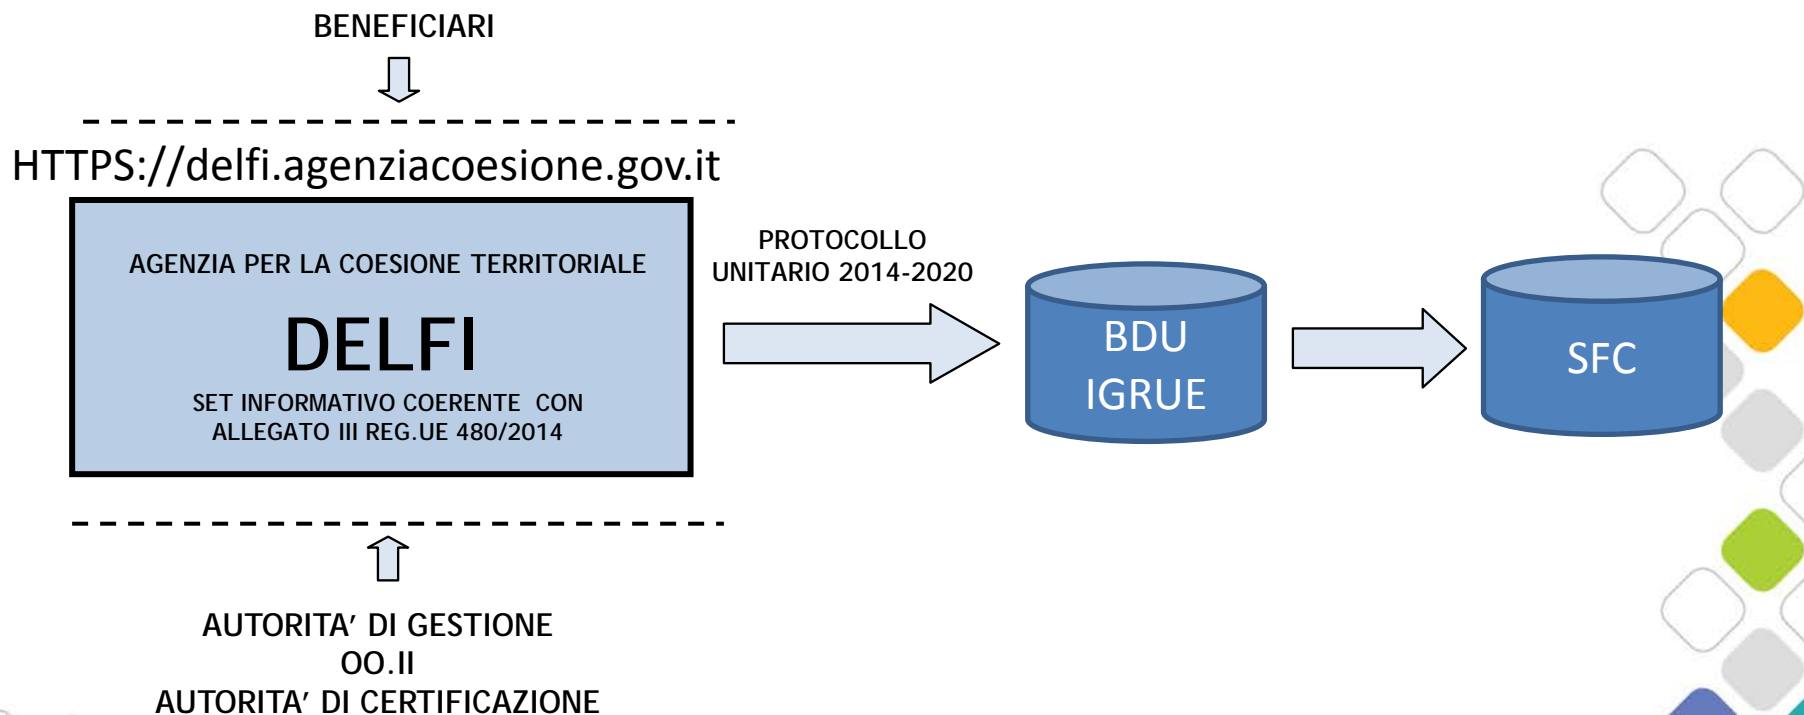 BENEFICIARI
HTTPS://delfi.agenziacoesione.gov.it
AGENZIA PER LA COESIONE TERRITORIALE
DELFI
SET INFORMATIVO COERENTE CON
ALLEGATO III REG.UE 480/2014
PROTOCOLLO
UNITARIO 2014-2020
BDU
IGRUE
SFC
AUTORITA’ DI GESTIONE
OO.II
AUTORITA’ DI CERTIFICAZIONE